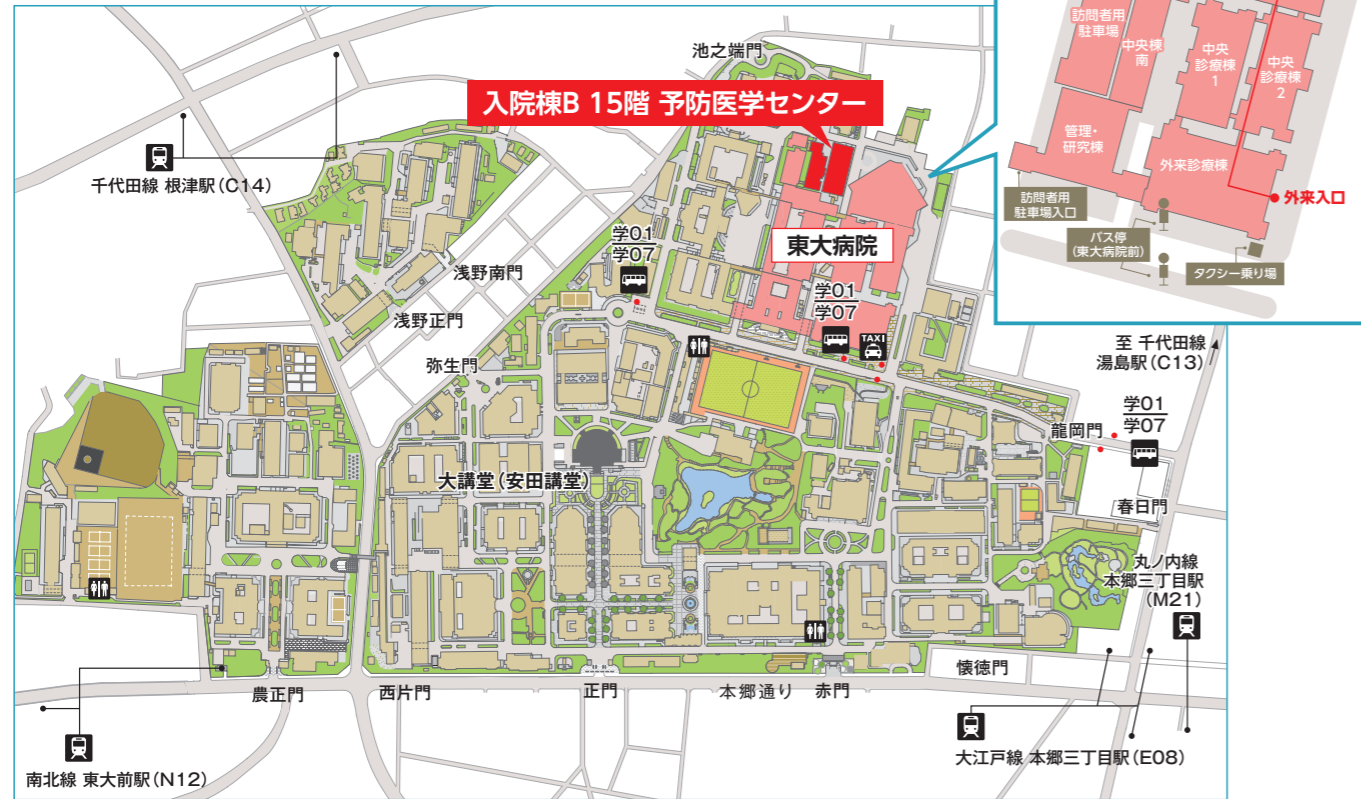 池之端門
入院棟B 15階 予防医学センター
千代田線 根津駅(C14)
学01
学07
東大病院
浅野南門
浅野正門
学01
学07
TAXI
弥生門
至 千代田線
湯島駅(C13)
学01
学07
龍岡門
大講堂(安田講堂)
春日門
丸ノ内線
本郷三丁目駅
(M21)
懐徳門
農正門
西片門
正門
本郷通り
赤門
南北線 東大前駅(N12)
大江戸線 本郷三丁目駅(E08)
訪問者用
駐車場
中央棟
南
中央
診療棟
1
中央
診療棟
2
管理・
研究棟
外来診療棟
外来入口
訪問者用
駐車場入口
バス停
(東大病院前)
タクシー乗り場